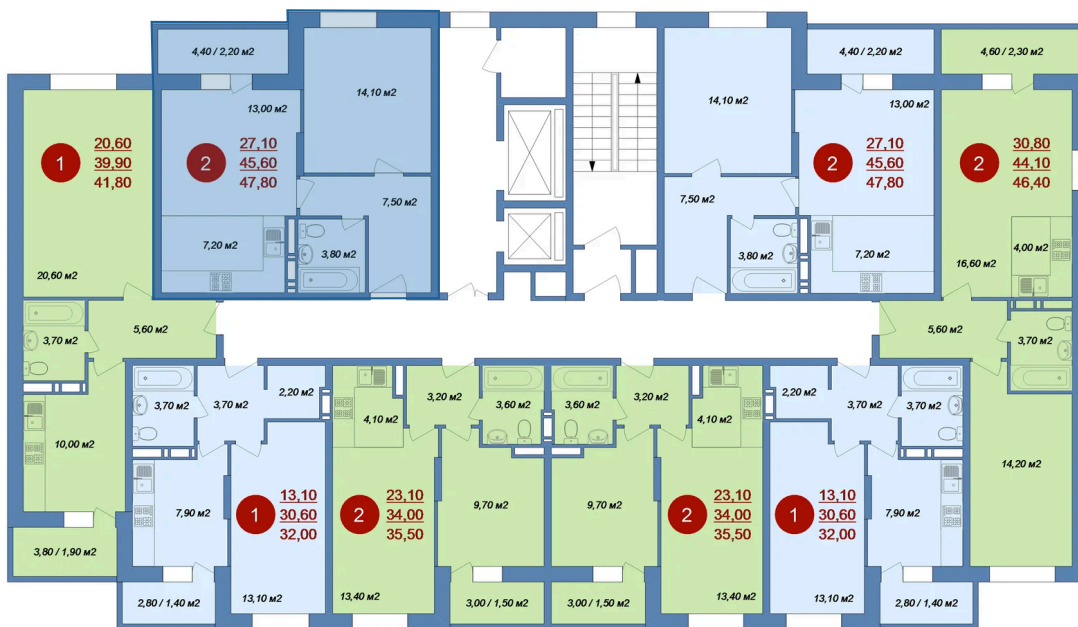 4,40 / 2,20 м2
14,10 м2
13,00 м2
1
20,60
39,90
41,80
2
27,10
45,60
47,80
7,50 м2
7,20 м2
3,80 м2
20,60 м2
3,70 м2
5,60 м2
10,00 м2
3,80 / 1,90 м2
4,40 / 2,20 м2
4,60 / 2,30 м2
14,10 м2
13,00 м2
2
27,10
45,60
47,80
2
30,80
44,10
46,40
7,50 м2
3,80 м2
7,20 м2
4,00 м2
16,60 м2
5,60 м2
3,70 м2
14,20 м2
3,70 м2
3,70 м2
2,20 м2
7,90 м2
1
13,10
30,60
32,00
13,10 м2
2,80 / 1,40 м2
4,10 м2
3,20 м2
3,60 м2
2
23,10
34,00
35,50
9,70 м2
13,40 м2
3,00 / 1,50 м2
3,60 м2
3,20 м2
4,10 м2
9,70 м2
2
23,10
34,00
35,50
13,40 м2
3,00 / 1,50 м2
2,20 м2
3,70 м2
3,70 м2
1
13,10
30,60
32,00
7,90 м2
13,10 м2
2,80 / 1,40 м2